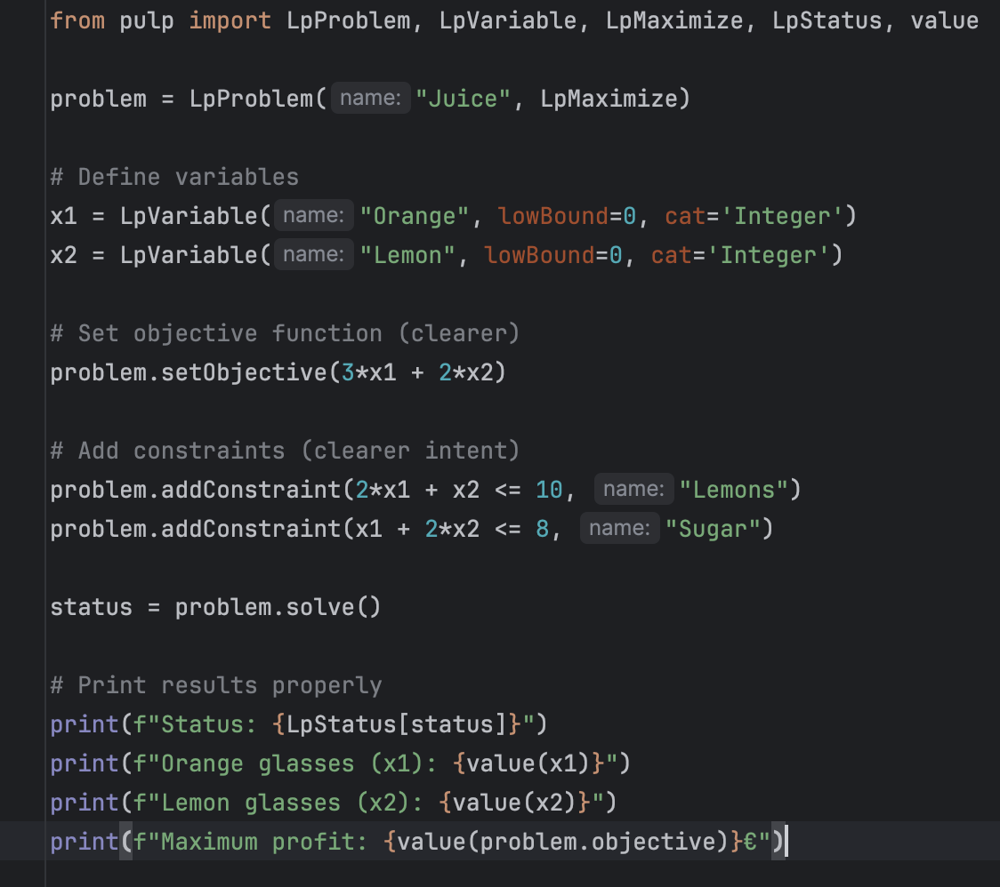 from pulp import LpProblem, LpVariable, LpMaximize, LpStatus, value
problem = LpProblem( name: "Juice", LpMaximize)
# Define variables
x1 = LpVariable( name: "Orange", lowBound=0, cat='Integer')
x2 = LpVariable( name: "Lemon", lowBound=0, cat='Integer')
# Set objective function (clearer)
problem.setObjective(3*x1 + 2*x2)
# Add constraints (clearer intent)
problem.addConstraint(2*x1 + x2 <= 10, name: "Lemons")
problem.addConstraint(x1 + 2*x2 <= 8, name: "Sugar")
status = problem.solve()
# Print results properly
print(f"Status: {LpStatus[status]}")
print(f"Orange glasses (x1): {value(x1)}")
print(f"Lemon glasses (x2): {value(x2)}")
print(f"Maximum profit: {value(problem.objective)}€")